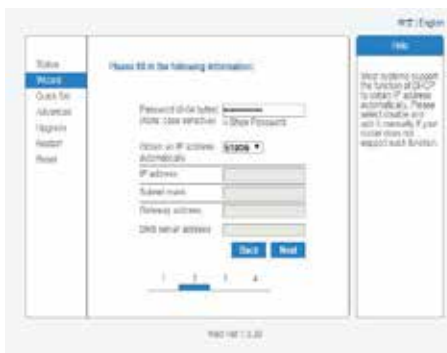 中文 | English
Help
Status
Wizard
Quick Set
Advanced
Upgrade
Restart
Reset
Please fill in the following information:
Password (8-64 bytes)
(Note: case sensitive)
Show Password
Obtain an IP address
automatically
Enable
IP address
Subnet mask
Gateway address
DNS server address
Back Next
1 2 3 4
Most systems support
the function of DHCP
to obtain IP address
automatically. Please
select disable and
add it manually if your
router does not
support such function.